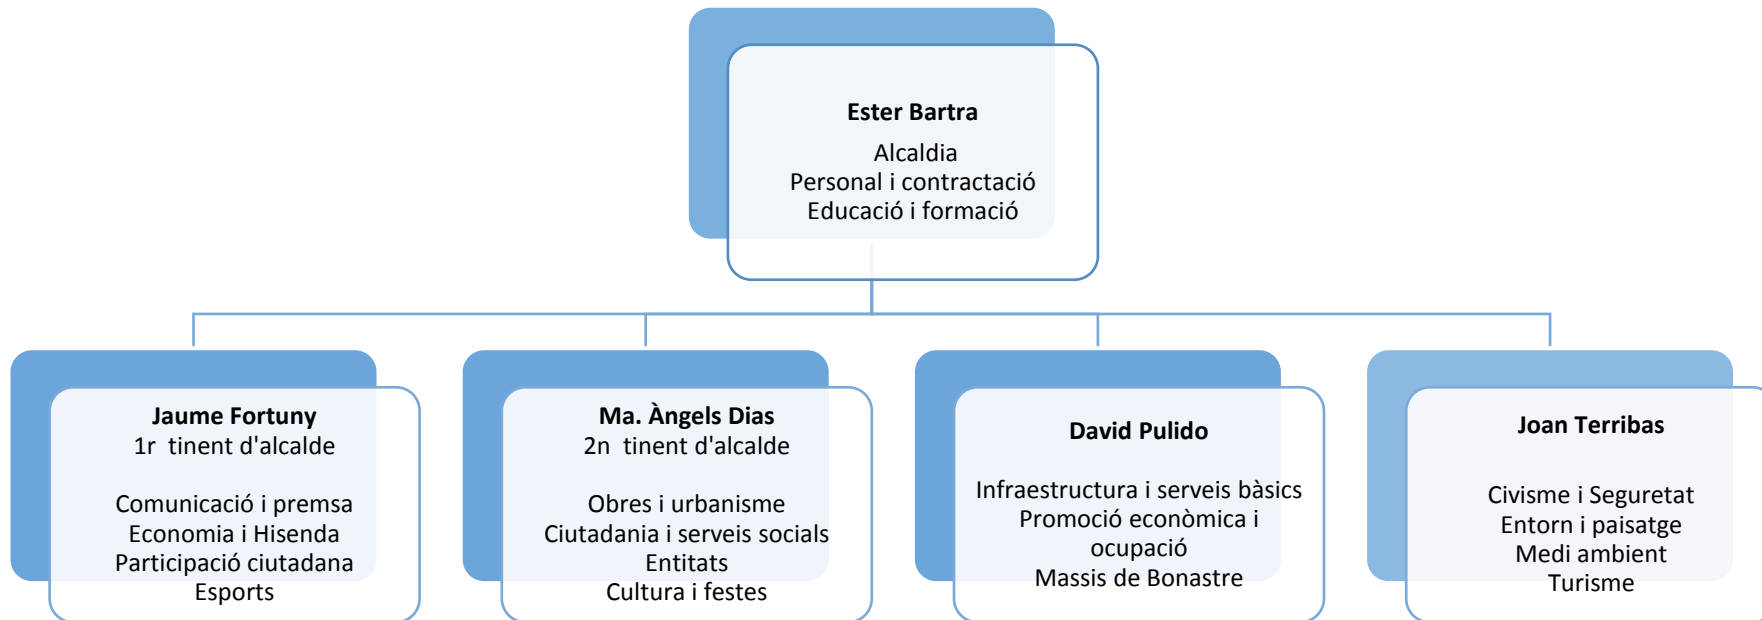 Ester Bartra
Alcaldia
Personal i contractació
Educació i formació
Jaume Fortuny
1r  tinent d'alcalde
Comunicació i premsa
Economia i Hisenda
Participació ciutadana
Esports
Ma. Àngels Dias
2n  tinent d'alcalde
Obres i urbanisme
Ciutadania i serveis socials
Entitats
Cultura i festes
David Pulido
Infraestructura i serveis bàsics
Promoció econòmica i
ocupació
Massis de Bonastre
Joan Terribas
Civisme i Seguretat
Entorn i paisatge
Medi ambient
Turisme